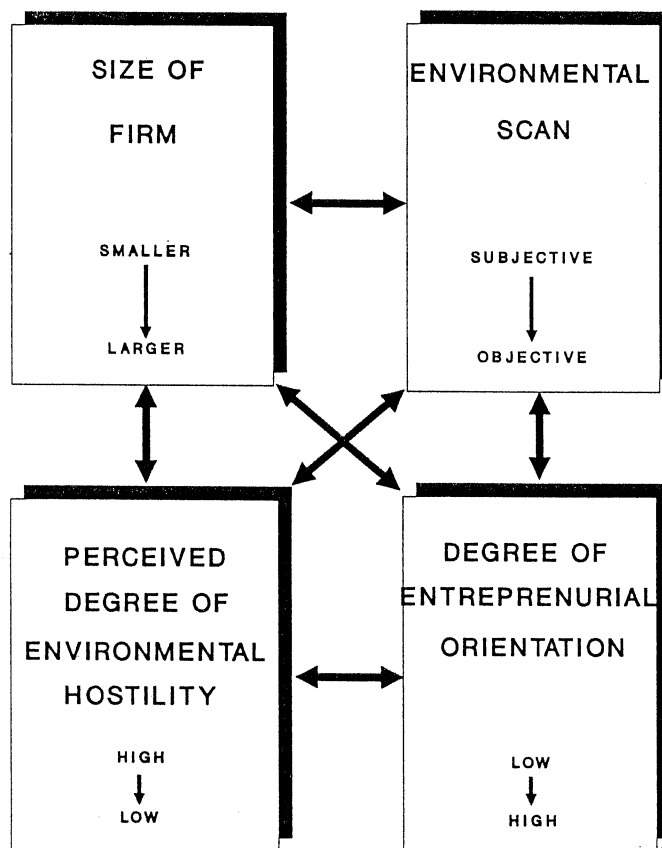 SIZE OF
FIRM
SMALLER
LARGER
ENVIRONMENTAL
SCAN
SUBJECTIVE
OBJECTIVE
PERCEIVED
DEGREE OF
ENVIRONMENTAL
HOSTILITY
HIGH
LOW
DEGREE OF
ENTREPRENURIAL
ORIENTATION
LOW
HIGH